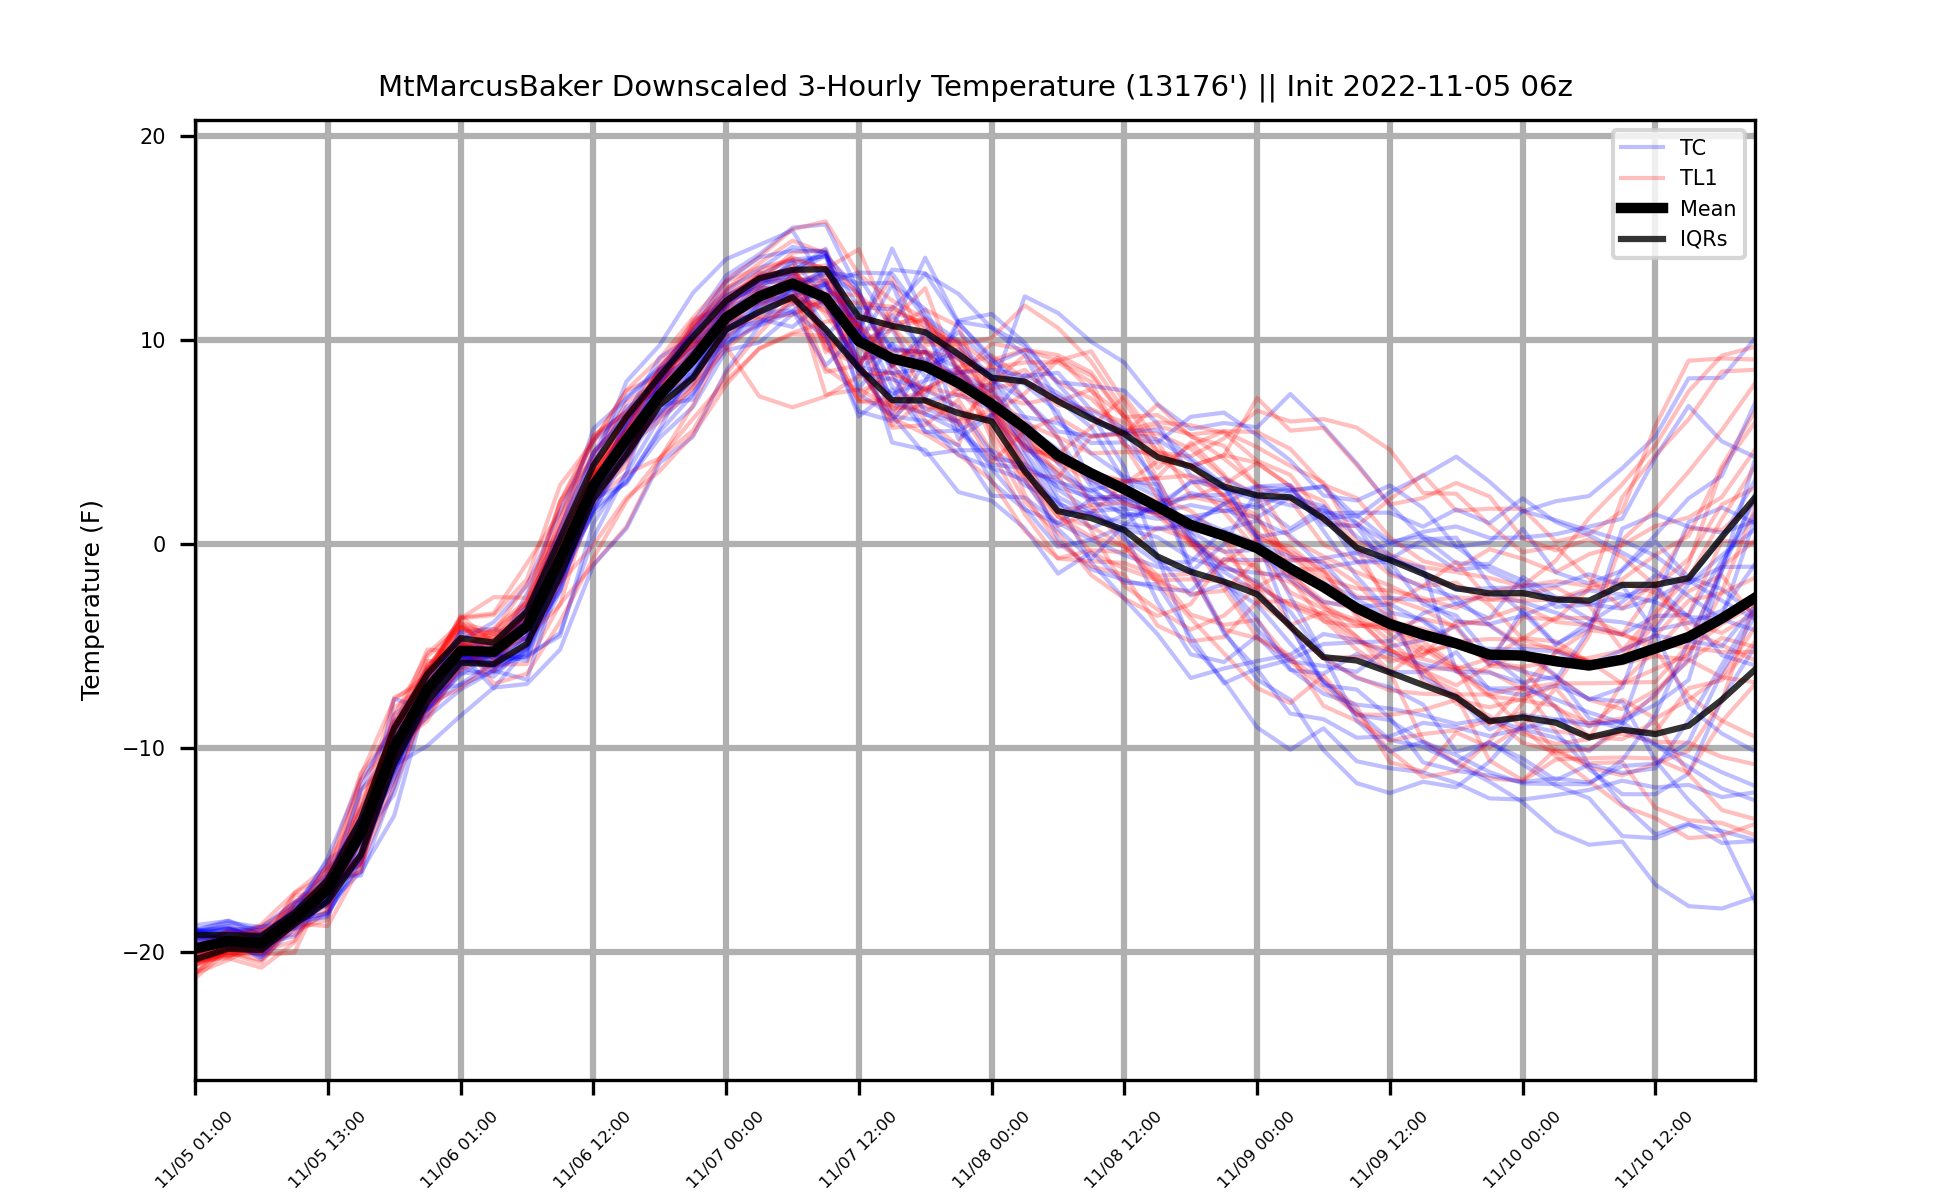 MtMarcusBaker Downscaled 3-Hourly Temperature (13176') || Init 2022-11-05 06z
TC
TL1
Mean
IQRs
Temperature (F)
20
10
0
−10
−20
11/05 01:00
11/05 13:00
11/06 01:00
11/06 12:00
11/07 00:00
11/07 12:00
11/08 00:00
11/08 12:00
11/09 00:00
11/09 12:00
11/10 00:00
11/10 12:00